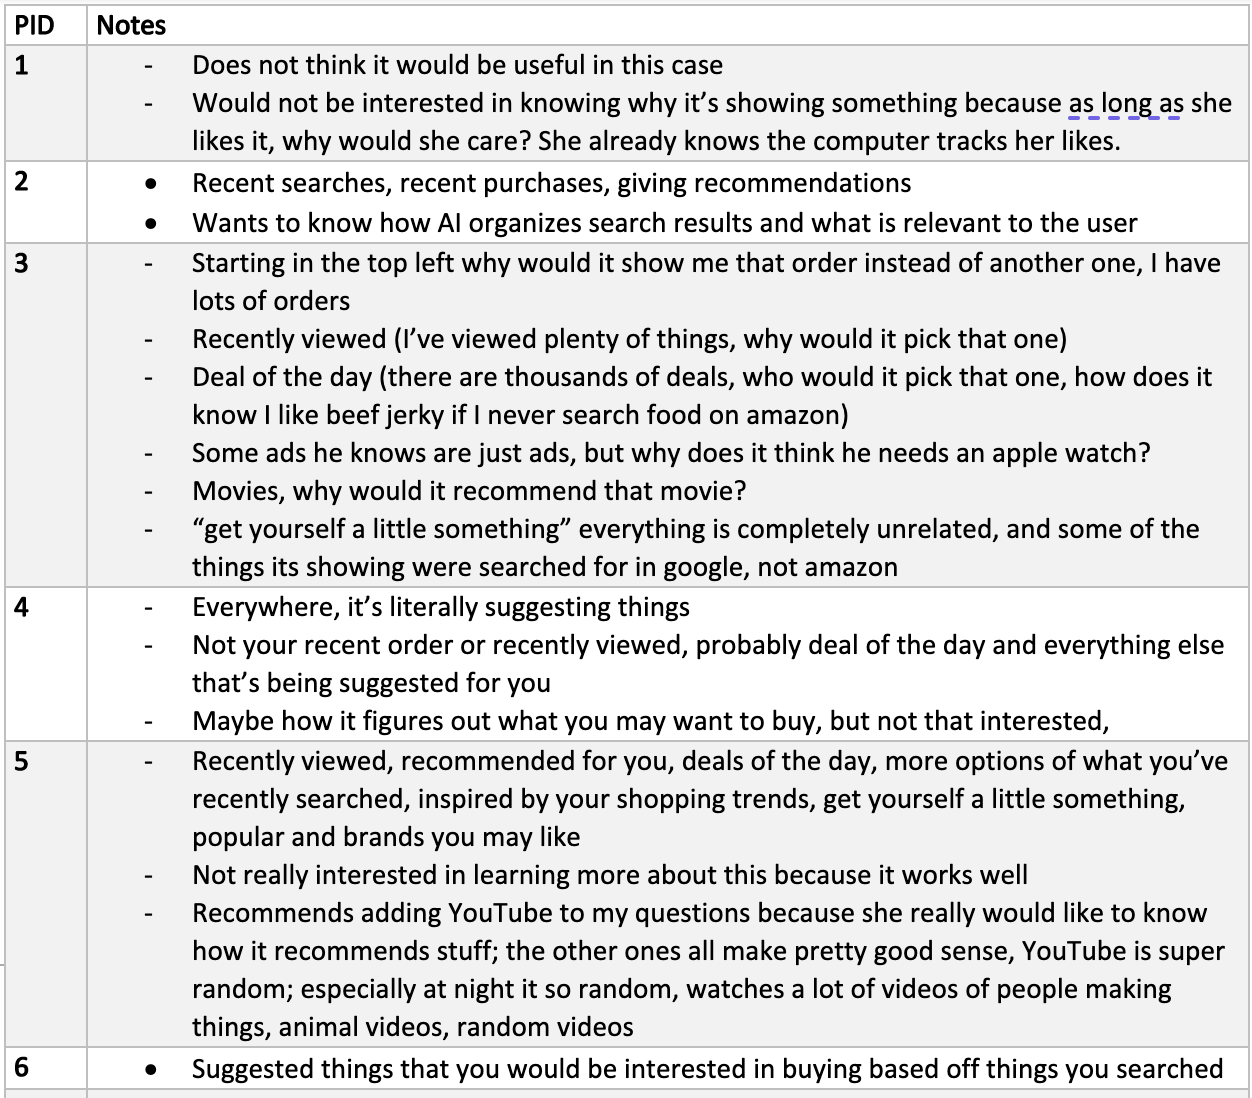 PID Notes
1
- Does not think it would be useful in this case
- Would not be interested in knowing why it’s showing something because as long as she
likes it, why would she care? She already knows the computer tracks her likes.
2
● Recent searches, recent purchases, giving recommendations
● Wants to know how AI organizes search results and what is relevant to the user
3
- Starting in the top left why would it show me that order instead of another one, I have
lots of orders
- Recently viewed (I’ve viewed plenty of things, why would it pick that one)
- Deal of the day (there are thousands of deals, who would it pick that one, how does it
know I like beef jerky if I never search food on amazon)
- Some ads he knows are just ads, but why does it think he needs an apple watch?
- Movies, why would it recommend that movie?
- “get yourself a little something” everything is completely unrelated, and some of the
things its showing were searched for in google, not amazon
4
- Everywhere, it’s literally suggesting things
- Not your recent order or recently viewed, probably deal of the day and everything else
that’s being suggested for you
- Maybe how it figures out what you may want to buy, but not that interested,
5
- Recently viewed, recommended for you, deals of the day, more options of what you’ve
recently searched, inspired by your shopping trends, get yourself a little something,
popular and brands you may like
- Not really interested in learning more about this because it works well
- Recommends adding YouTube to my questions because she really would like to know
how it recommends stuff; the other ones all make pretty good sense, YouTube is super
random; especially at night it so random, watches a lot of videos of people making
things, animal videos, random videos
6
● Suggested things that you would be interested in buying based off things you searched